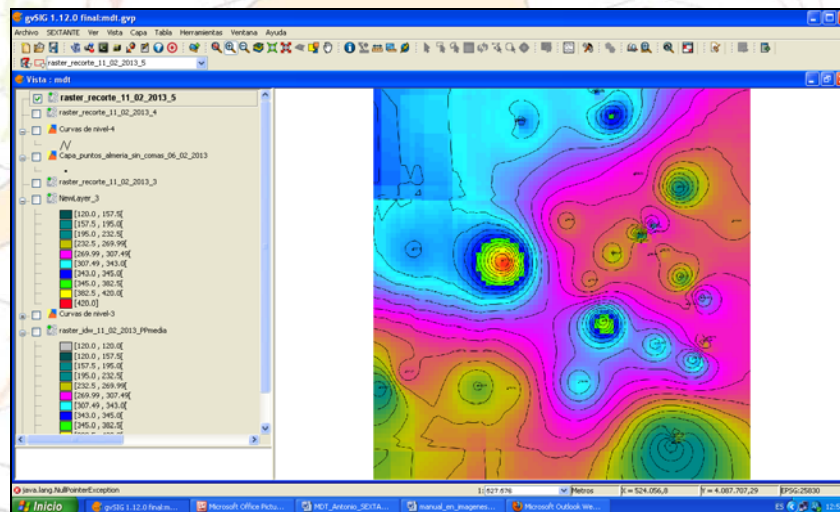 gvSIG 1.12.0 final:mdt.gvp
Archivo SEXTANTE Ver Vista Capa Tabla Herramientas Ventana Ayuda
raster_recorte_11_02_2013_5
Vista : mdt
raster_recorte_11_02_2013_5
raster_recorte_11_02_2013_4
Curvas de nivel-4
Capa_puntos_almeria_sin_comas_06_02_2013
raster_recorte_11_02_2013_3
NewLayer_3
[120.0 , 157.5[
[157.5 , 195.0[
[195.0 , 232.5[
[232.5 , 269.99[
[269.99 , 307.49[
[307.49 , 343.0[
[343.0 , 345.0[
[345.0 , 382.5[
[382.5 , 420.0[
[420.0]
Curvas de nivel-3
raster_idw_11_02_2013_PPmedia
[120.0 , 120.0[
[120.0 , 157.5[
[157.5 , 195.0[
[195.0 , 232.5[
[232.5 , 269.99[
[269.99 , 307.49[
[307.49 , 343.0[
[343.0 , 345.0[
[345.0 , 382.5[
java.lang.NullPointerException
1: 527.676 Metros X = 524.056,8 Y = 4.087.707,29 EPSG:25830
Inicio gvSIG 1.12.0 final:m... Microsoft Office Pictu... MDT_Antonio_SEXTA... manual_en_imagenes... Microsoft Outlook We... ES